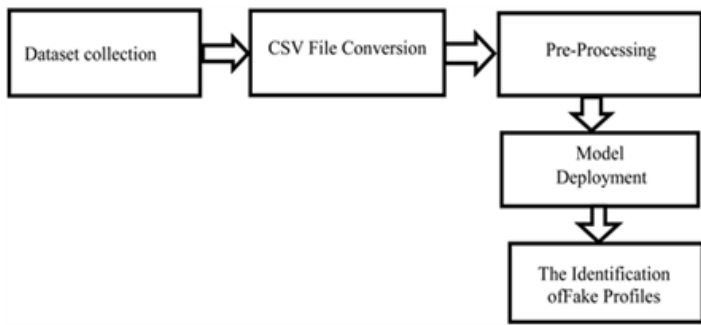 Dataset collection
CSV File Conversion
Pre-Processing
Model
Deployment
The Identification
ofFake Profiles